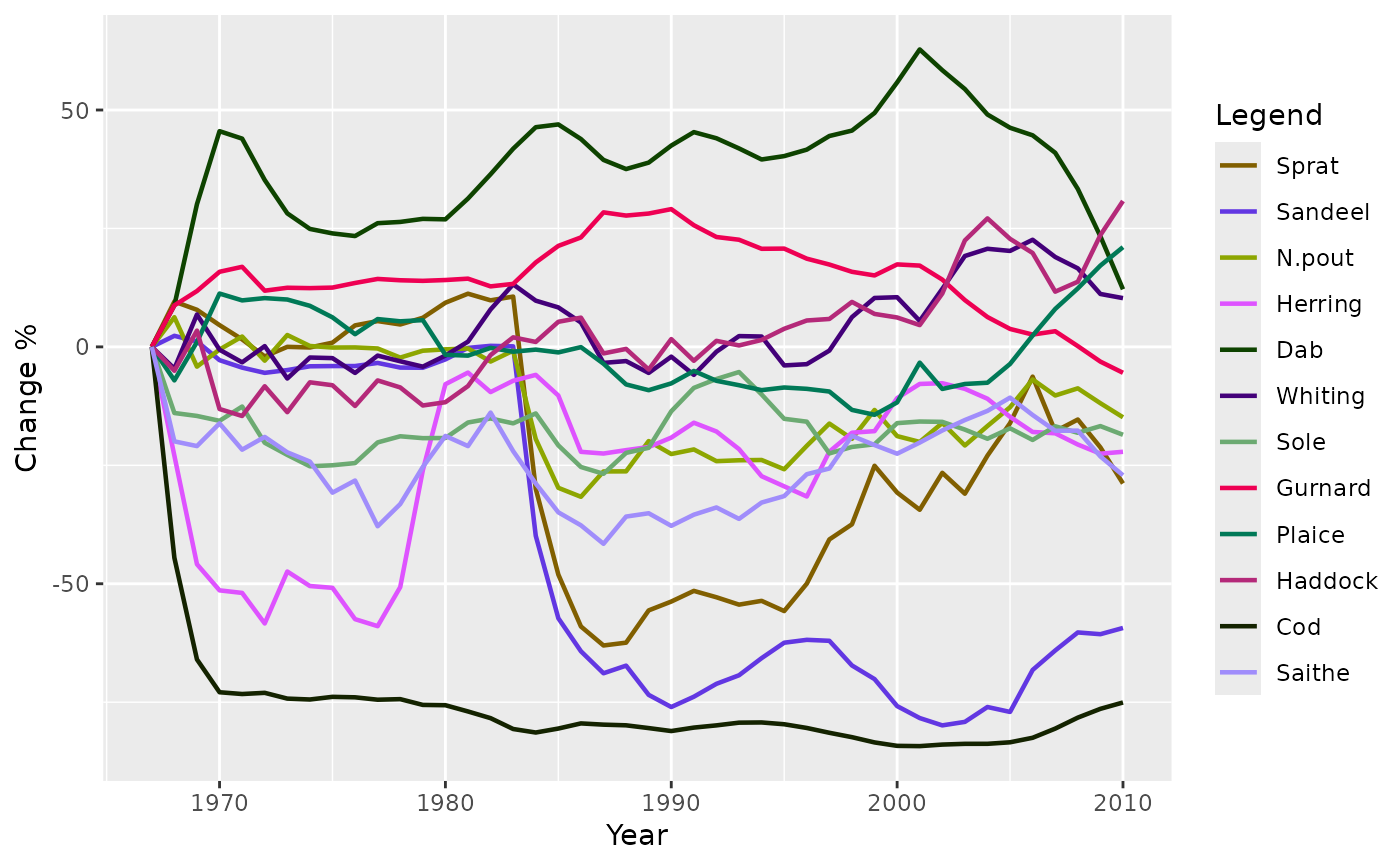 50
0
-50
Change %
1970
1980
1990
2000
2010
Year
Legend
Sprat
Sandeel
N.pout
Herring
Dab
Whiting
Sole
Gurnard
Plaice
Haddock
Cod
Saithe